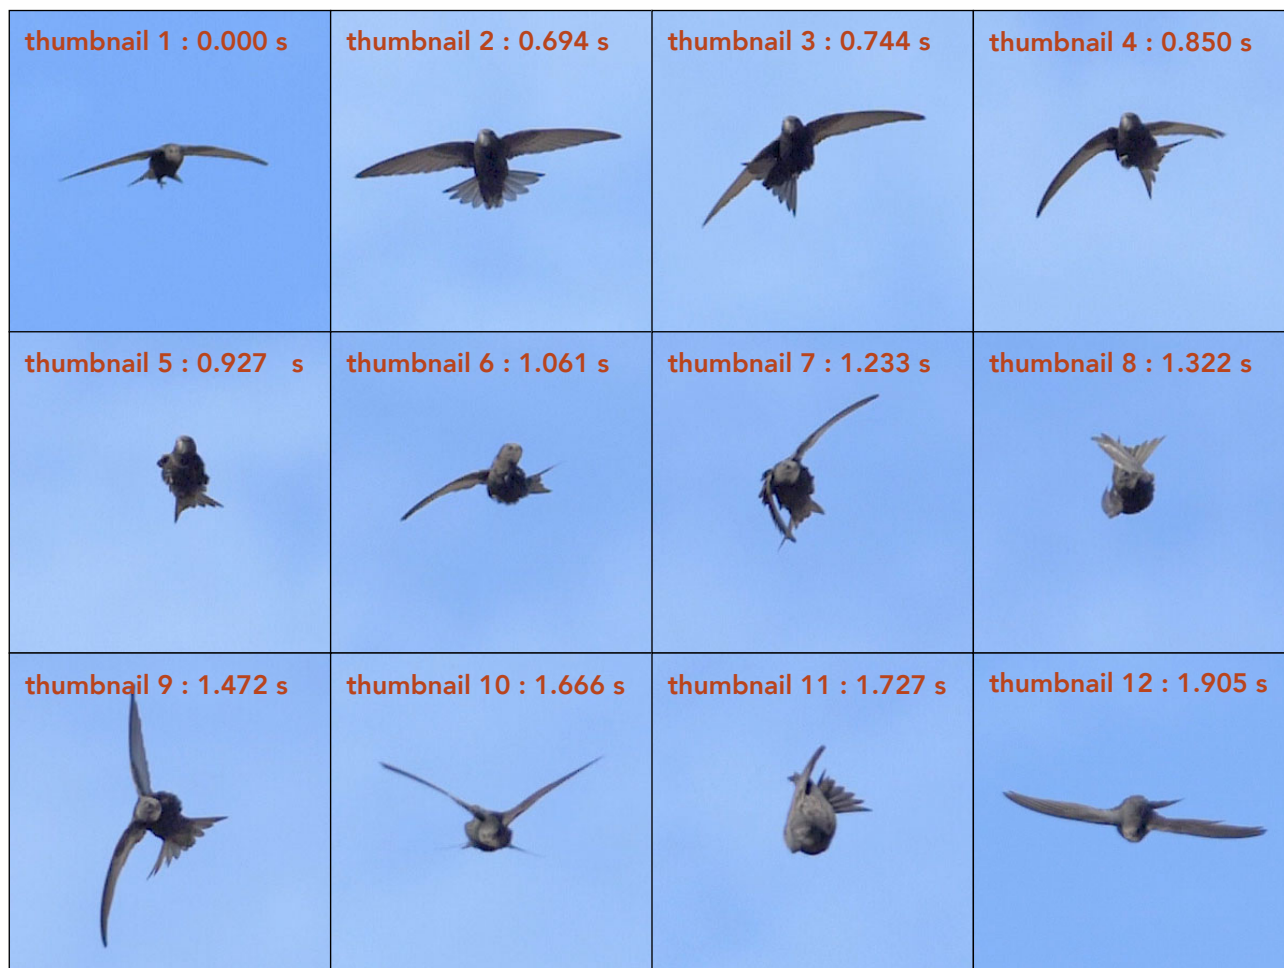 thumbnail 1 : 0.000 s
thumbnail 2 : 0.694 s
thumbnail 3 : 0.744 s
thumbnail 4 : 0.850 s
thumbnail 5 : 0.927 s
thumbnail 6 : 1.061 s
thumbnail 7 : 1.233 s
thumbnail 8 : 1.322 s
thumbnail 9 : 1.472 s
thumbnail 10 : 1.666 s
thumbnail 11 : 1.727 s
thumbnail 12 : 1.905 s